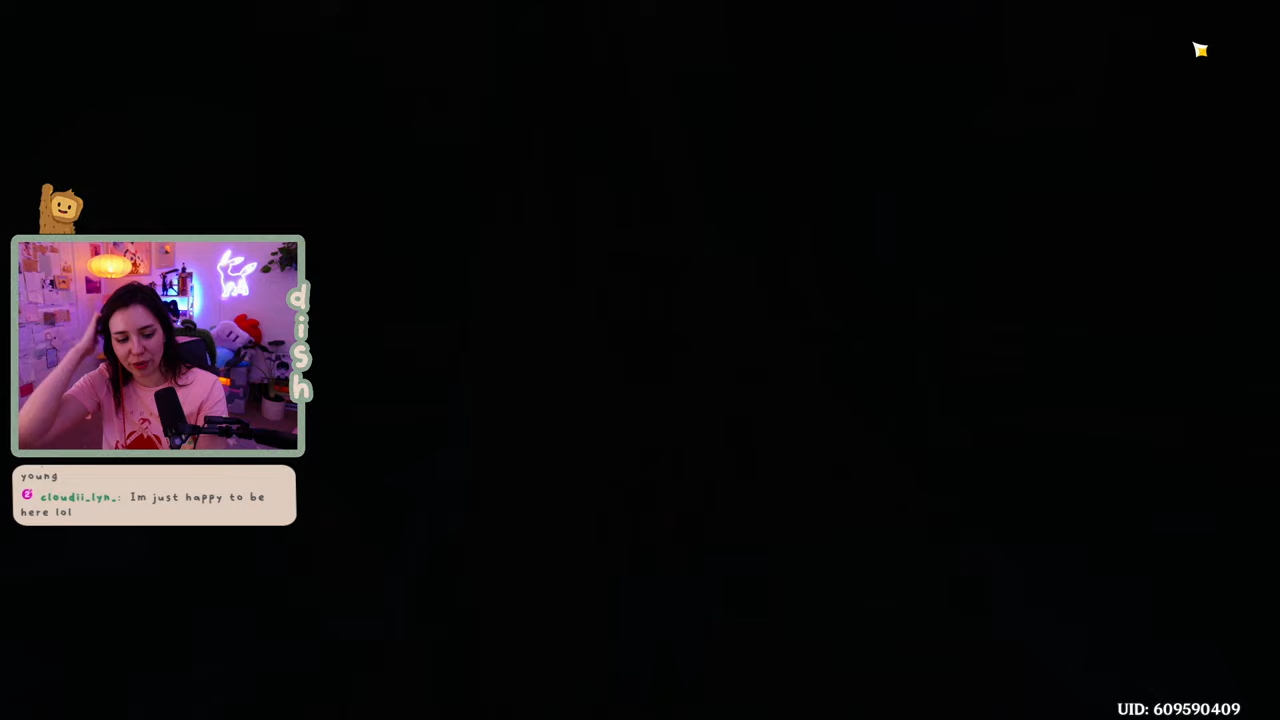 dish
young
cloudii_lyn_: Im just happy to be
here lol
UID: 609590409